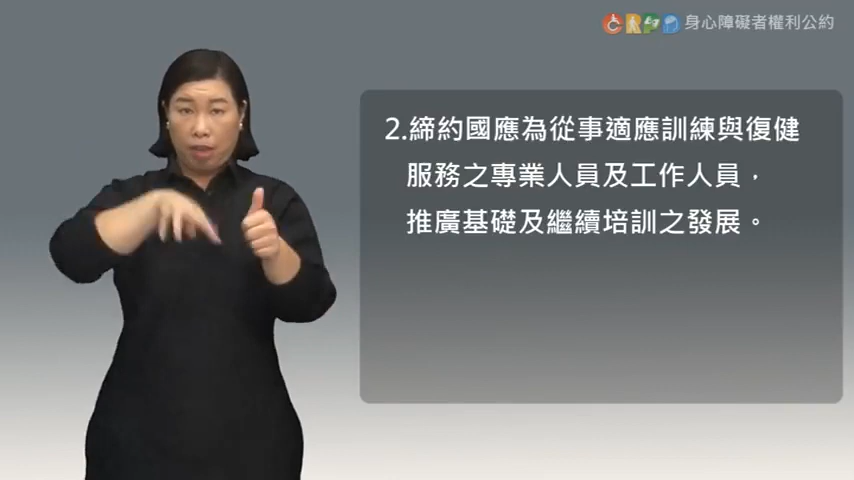 CRPD 身心障礙者權利公約
2.締約國應為從事適應訓練與復健
服務之專業人員及工作人員，
推廣基礎及繼續培訓之發展。